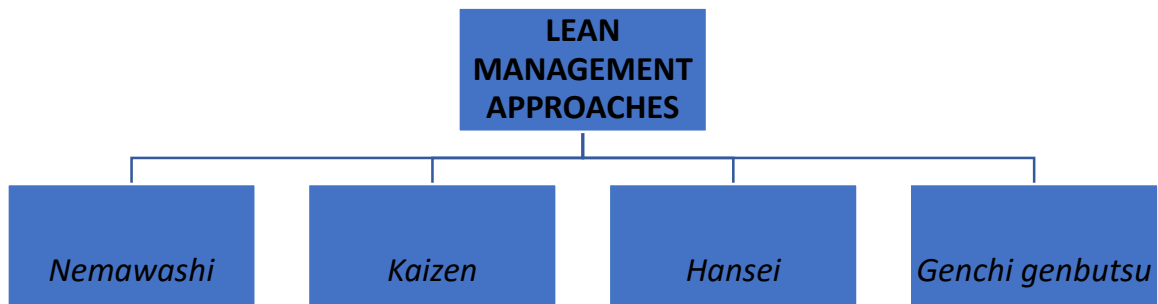 LEAN
MANAGEMENT
APPROACHES
Nemawashi
Kaizen
Hansei
Genchi genbutsu